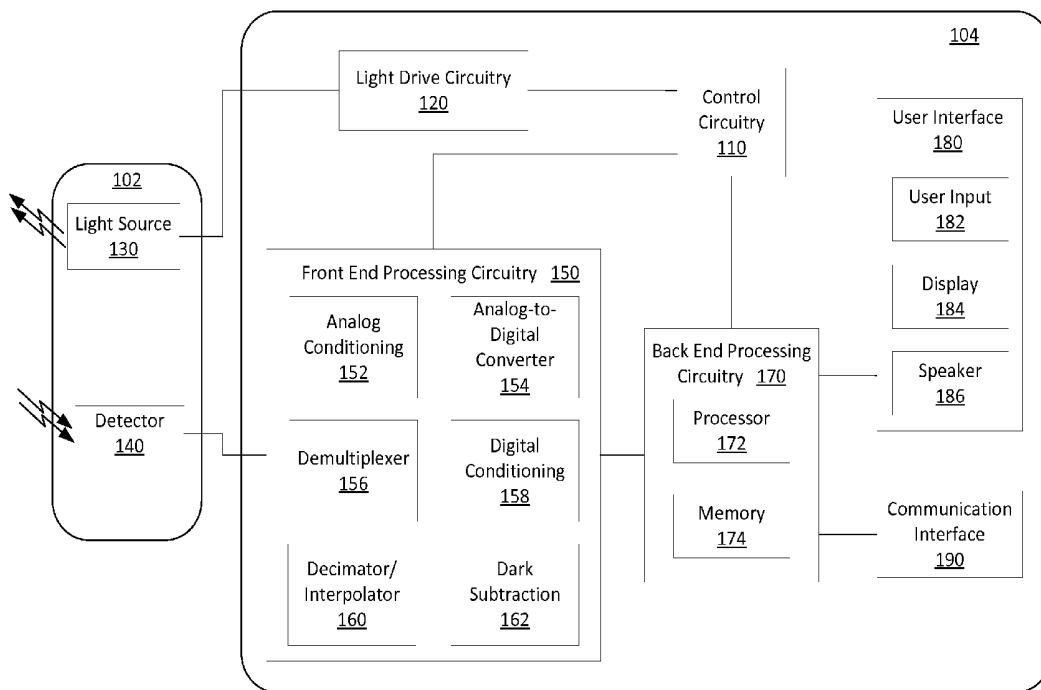 104
Light Drive Circuitry
120
Control
Circuitry
110
User Interface
180
User Input
182
Display
184
Speaker
186
102
Light Source
130
Detector
140
Front End Processing Circuitry 150
Analog
Conditioning
152
Analog-to-
Digital
Converter
154
Demultiplexer
156
Digital
Conditioning
158
Decimator/
Interpolator
160
Dark
Subtraction
162
Back End Processing
Circuitry 170
Processor
172
Memory
174
Communication
Interface
190